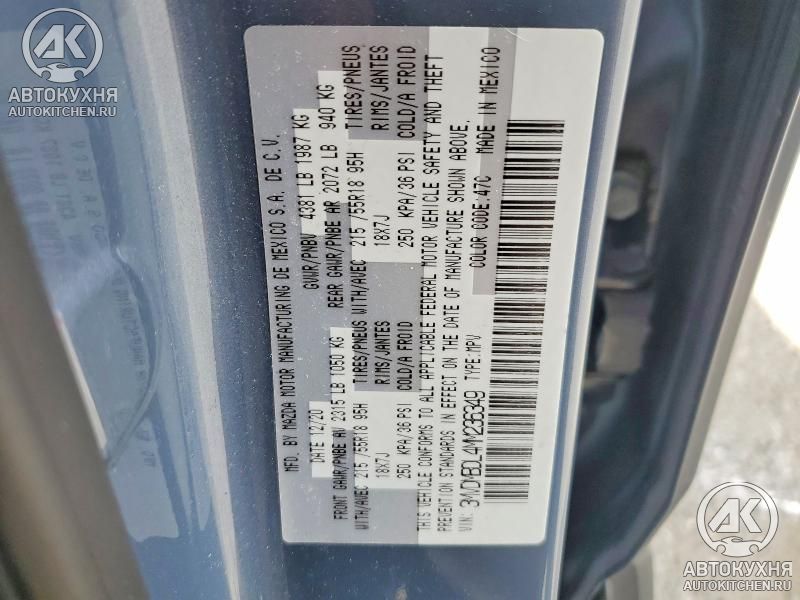 MFD. BY MAZDA MOTOR MANUFACTURING DE MEXICO S.A. DE C.V.
DATE 12/20 GVWR/PNBV 4381 LB 1987 KG
FRONT GAWR/PNBE AV 2315 LB 1050 KG REAR GAWR/PNBE AR 2072 LB 940 KG
WITH/AVEC 215 /55R18 95H TIRES/PNEUS WITH/AVEC 215 /55R18 95H TIRES/PNEUS
18X7J RIMS/JANTES 18X7J RIMS/JANTES
250 KPA/36 PSI COLD/A FROID 250 KPA/36 PSI COLD/A FROID
THIS VEHICLE CONFORMS TO ALL APPLICABLE FEDERAL MOTOR VEHICLE SAFETY AND THEFT
PREVENTION STANDARDS IN EFFECT ON THE DATE OF MANUFACTURE SHOWN ABOVE.
VIN: 3MVDMBDL4MM236349 TYPE:MPV COLOR CODE:47C MADE IN MEXICO
АК
АВТОКУХНЯ
AUTOKITCHEN.RU
АК
АВТОКУХНЯ
AUTOKITCHEN.RU